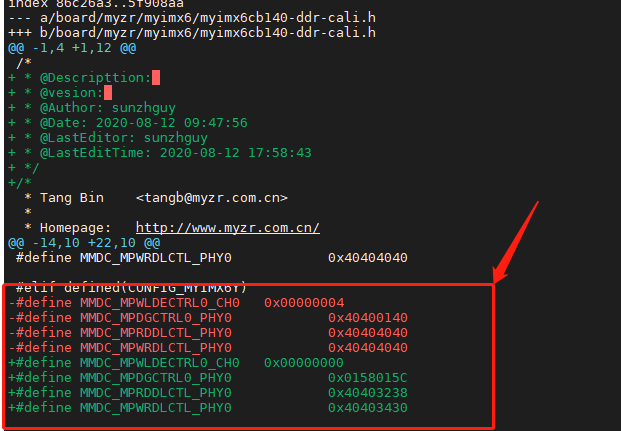 index 86c26a3..5f908aa
--- a/board/myzr/myimx6/myimx6cb140-ddr-cali.h
+++ b/board/myzr/myimx6/myimx6cb140-ddr-cali.h
@@ -1,4 +1,12 @@
 /*
+ * @Descripttion:
+ * @vesion:
+ * @Author: sunzhguy
+ * @Date: 2020-08-12 09:47:56
+ * @LastEditor: sunzhguy
+ * @LastEditTime: 2020-08-12 17:58:43
+ */
+/*
  * Tang Bin    <tangb@myzr.com.cn>
  *
  * Homepage:   http://www.myzr.com.cn/
@@ -14,10 +22,10 @@
 #define MMDC_MPWRDLCTL_PHY0            0x40404040
 #elif defined(CONFIG_MYIMX6Y)
-#define MMDC_MPWLDECTRL0_CH0   0x00000004
-#define MMDC_MPDGCTRL0_PHY0            0x40400140
-#define MMDC_MPRDDLCTL_PHY0            0x40404040
-#define MMDC_MPWRDLCTL_PHY0            0x40404040
+#define MMDC_MPWLDECTRL0_CH0   0x00000000
+#define MMDC_MPDGCTRL0_PHY0            0x0158015C
+#define MMDC_MPRDDLCTL_PHY0            0x40403238
+#define MMDC_MPWRDLCTL_PHY0            0x40403430